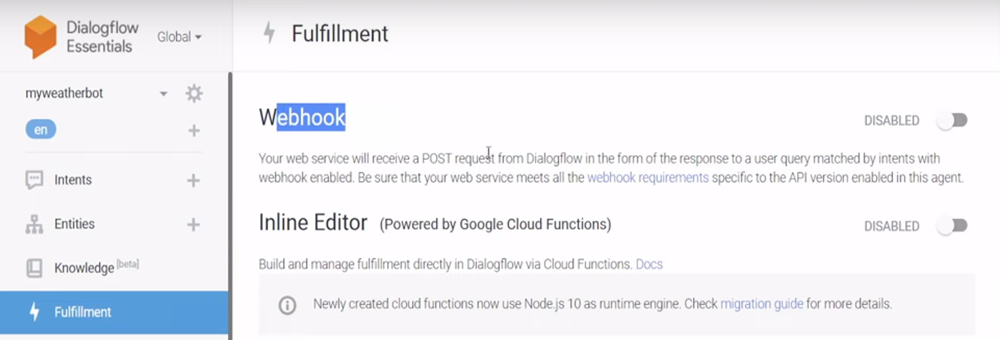 Dialogflow
Essentials
Global
Fulfillment
myweatherbot
en
Intents
Entities
Knowledge [beta]
Fulfillment
Webhook
DISABLED
Your web service will receive a POST request from Dialogflow in the form of the response to a user query matched by intents with
webhook enabled. Be sure that your web service meets all the webhook requirements specific to the API version enabled in this agent.
Inline Editor (Powered by Google Cloud Functions)
DISABLED
Build and manage fulfillment directly in Dialogflow via Cloud Functions. Docs
Newly created cloud functions now use Node.js 10 as runtime engine. Check migration guide for more details.